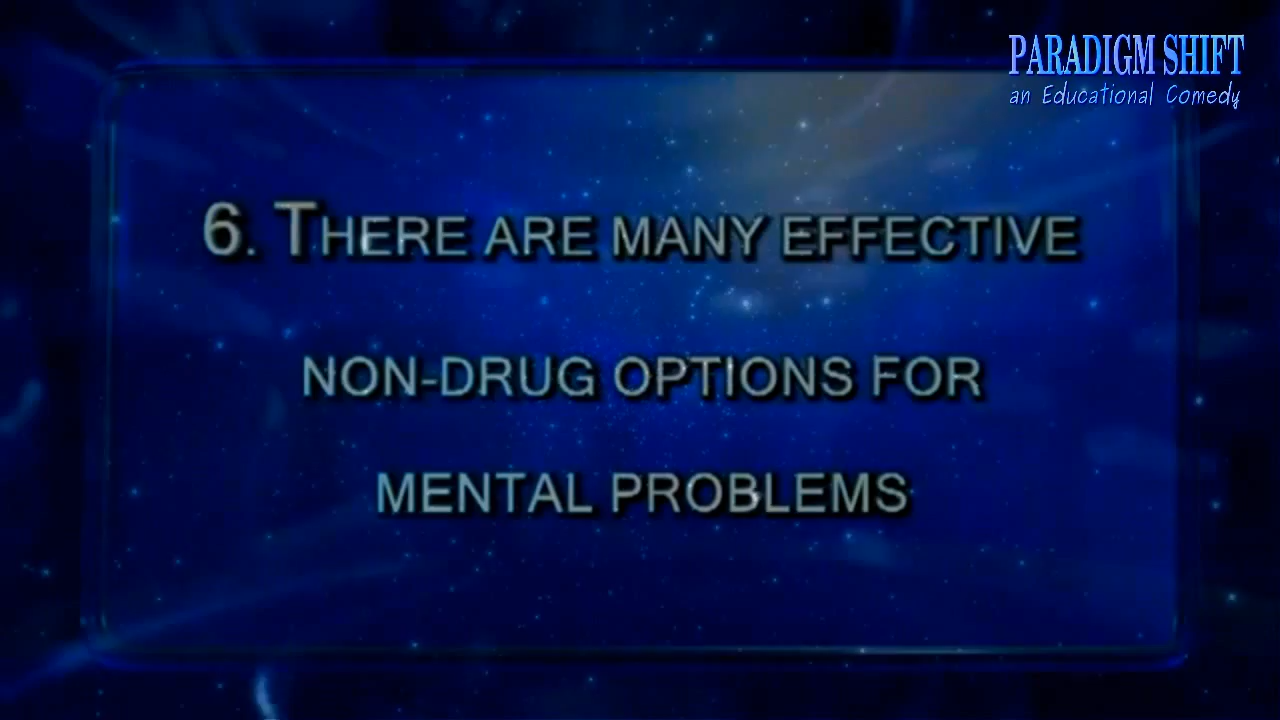 PARADIGM SHIFT
an Educational Comedy
6. THERE ARE MANY EFFECTIVE
NON-DRUG OPTIONS FOR
MENTAL PROBLEMS